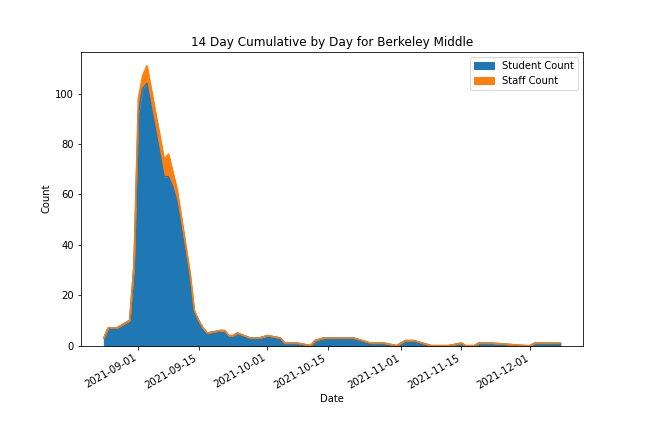 14 Day Cumulative by Day for Berkeley Middle
Student Count
Staff Count
100
80
60
40
20
0
Count
2021-09-01
2021-09-15
2021-10-01
2021-10-15
2021-11-01
2021-11-15
2021-12-01
Date